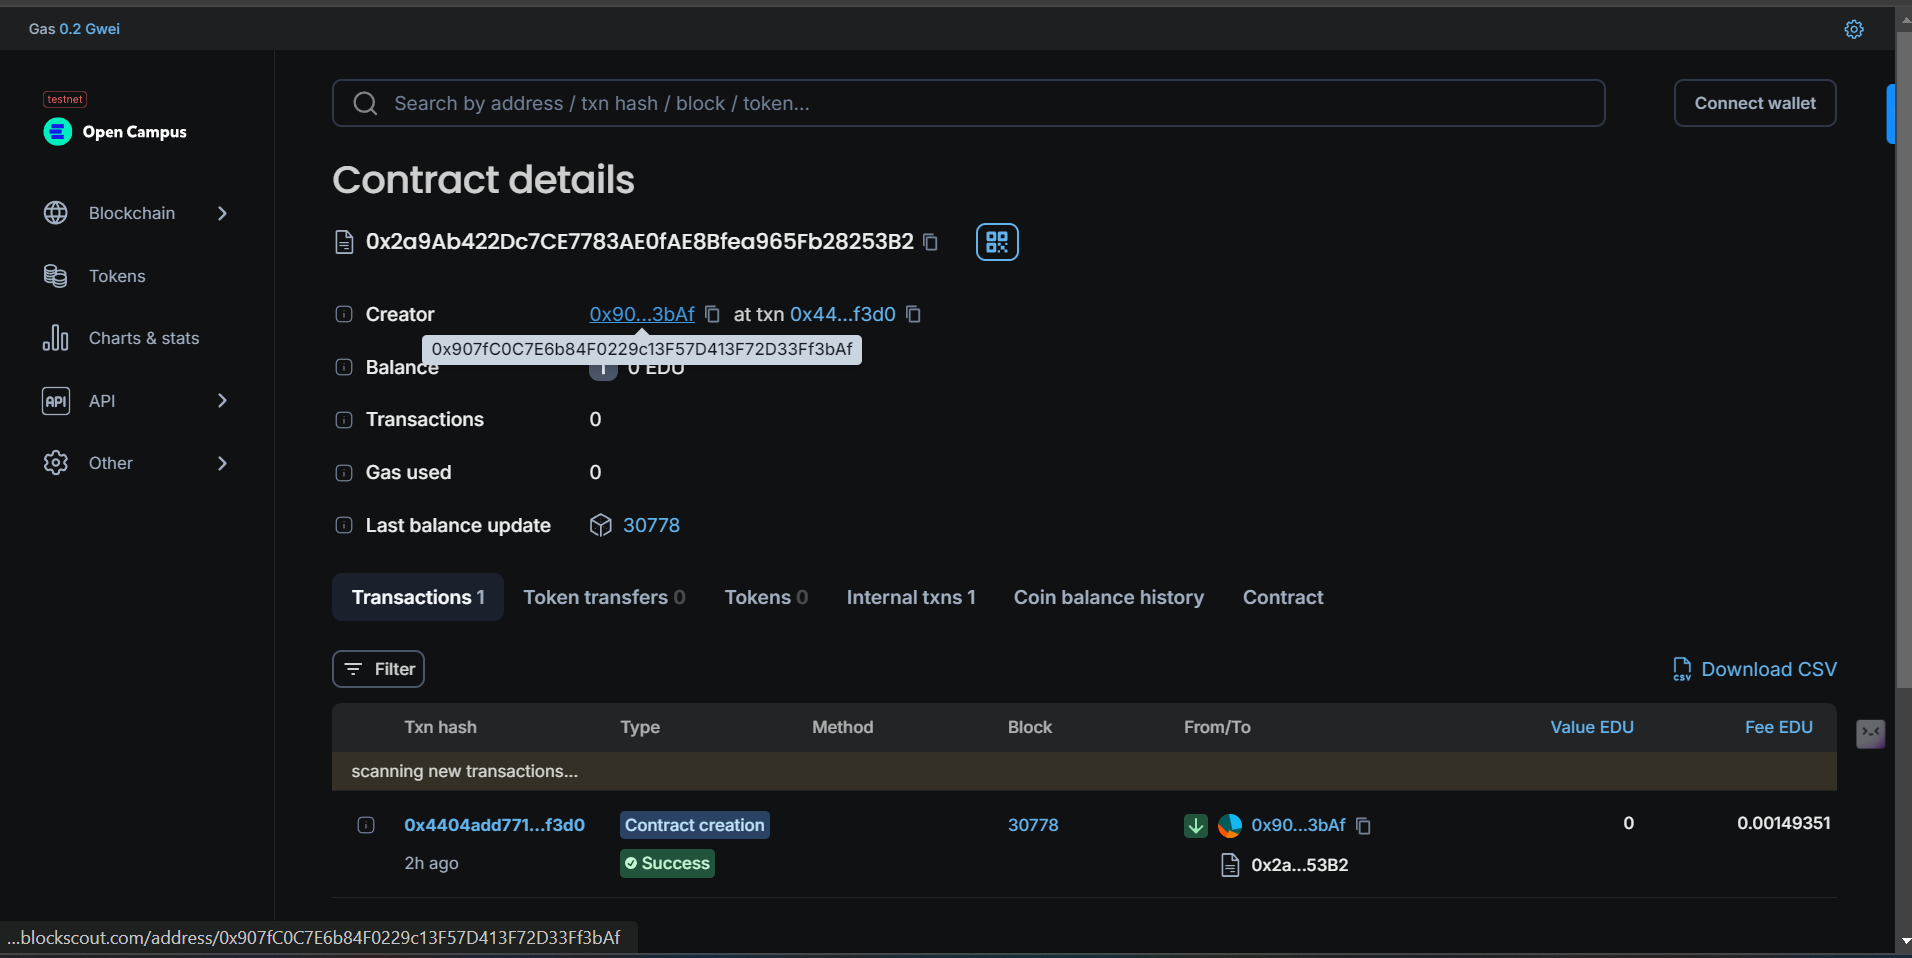 Gas 0.2 Gwei
testnet
Open Campus
Search by address / txn hash / block / token...
Connect wallet
Blockchain
Tokens
Charts & stats
API API
Other
Contract details
0x2a9Ab422Dc7CE7783AE0fAE8Bfea965Fb28253B2
Creator 0x90...3bAf at txn 0x44...f3d0
0x907fC0C7E6b84F0229c13F57D413F72D33Ff3bAf
Balance 0 EDU
Transactions 0
Gas used 0
Last balance update 30778
Transactions 1 Token transfers 0 Tokens 0 Internal txns 1 Coin balance history Contract
Filter
CSV Download CSV
Txn hash Type Method Block From/To Value EDU Fee EDU
scanning new transactions...
0x4404add771...f3d0 Contract creation 30778 0x90...3bAf 0 0.00149351
2h ago Success 0x2a...53B2
...blockscout.com/address/0x907fC0C7E6b84F0229c13F57D413F72D33Ff3bAf